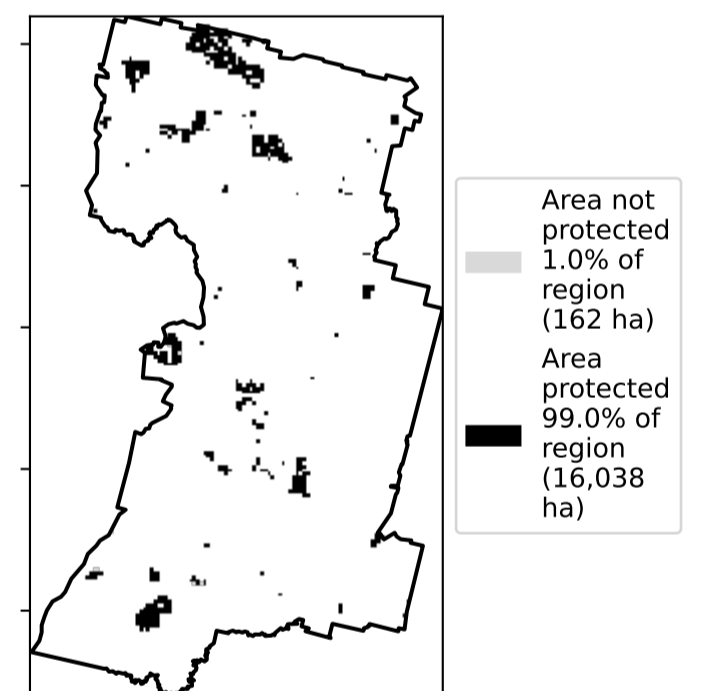 Area not
protected
1.0% of
region
(162 ha)
Area
protected
99.0% of
region
(16,038
ha)